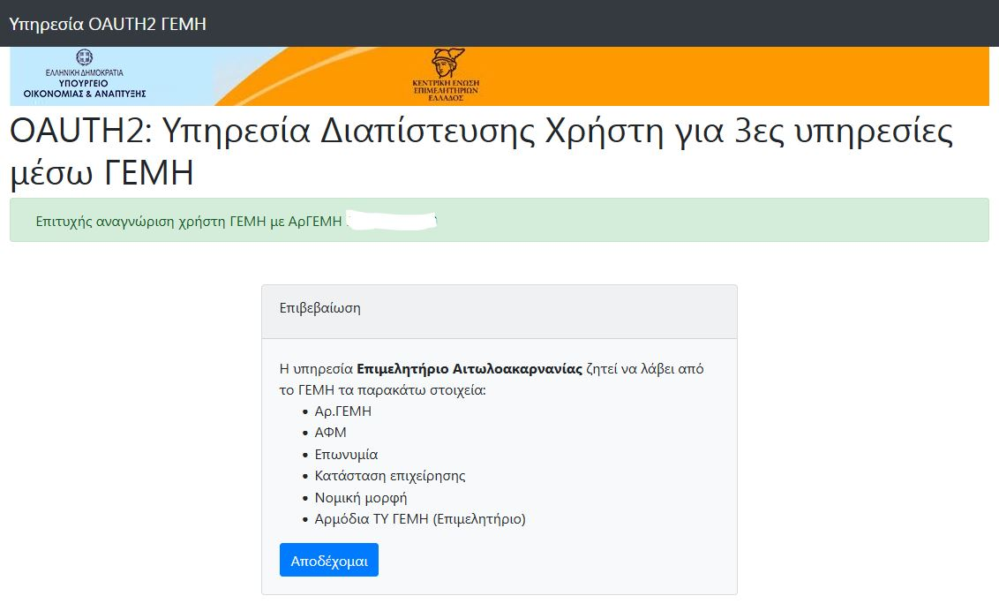 Υπηρεσία OAUTH2 ΓΕΜΗ
ΕΛΛΗΝΙΚΗ ΔΗΜΟΚΡΑΤΙΑ
ΥΠΟΥΡΓΕΙΟ
ΟΙΚΟΝΟΜΙΑΣ & ΑΝΑΠΤΥΞΗΣ
ΚΕΝΤΡΙΚΗ ΕΝΩΣΗ
ΕΠΙΜΕΛΗΤΗΡΙΩΝ
ΕΛΛΑΔΟΣ
OAUTH2: Υπηρεσία Διαπίστευσης Χρήστη για 3ες υπηρεσίες
μέσω ΓΕΜΗ
Επιτυχής αναγνώριση χρήστη ΓΕΜΗ με ΑρΓΕΜΗ
Επιβεβαίωση
Η υπηρεσία Επιμελητήριο Αιτωλοακαρνανίας ζητεί να λάβει από
το ΓΕΜΗ τα παρακάτω στοιχεία:
• Αρ.ΓΕΜΗ
• ΑΦΜ
• Επωνυμία
• Κατάσταση επιχείρησης
• Νομική μορφή
• Αρμόδια ΤΥ ΓΕΜΗ (Επιμελητήριο)
Αποδέχομαι